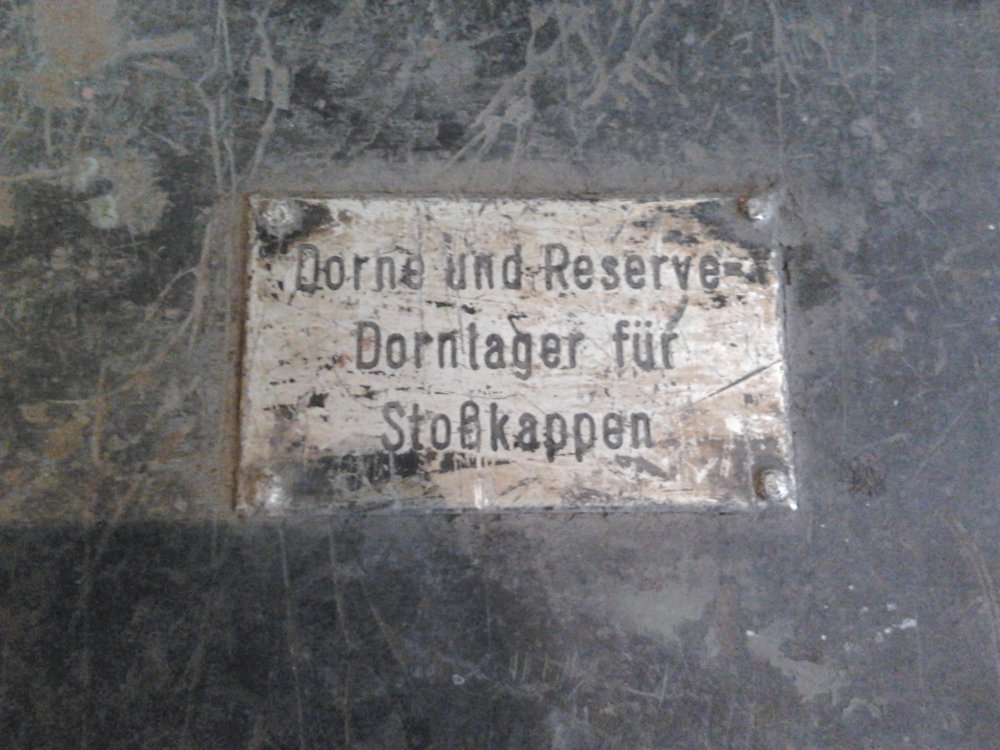 Dorne und Reserve-
Dornlager für
Stoßkappen